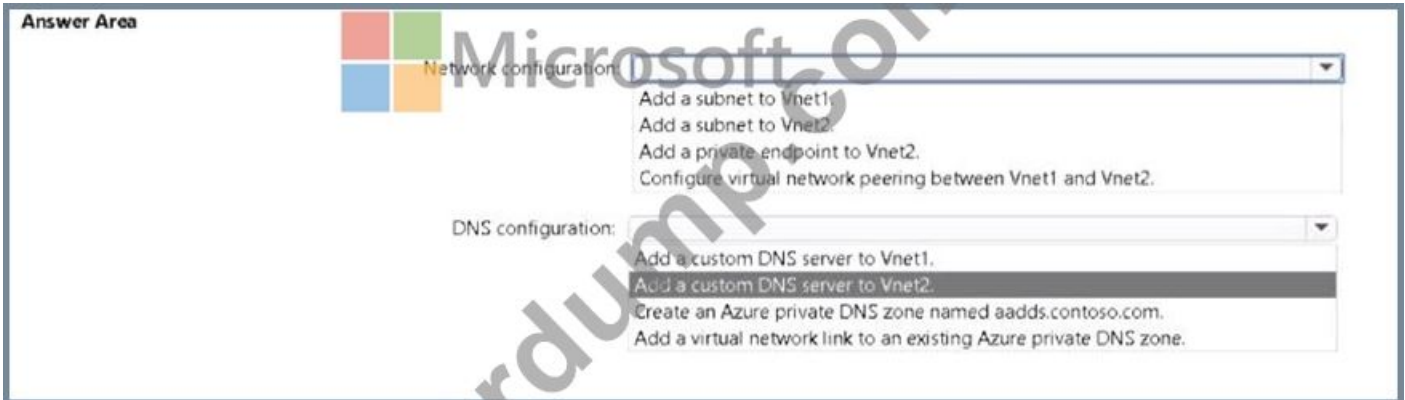 Answer Area
Microsoft
Network configuration:
Add a subnet to Vnet1.
Add a subnet to Vnet2.
Add a private endpoint to Vnet2.
Configure virtual network peering between Vnet1 and Vnet2.
DNS configuration:
Add a custom DNS server to Vnet1.
Add a custom DNS server to Vnet2.
Create an Azure private DNS zone named aadds.contoso.com.
Add a virtual network link to an existing Azure private DNS zone.
rdump.com